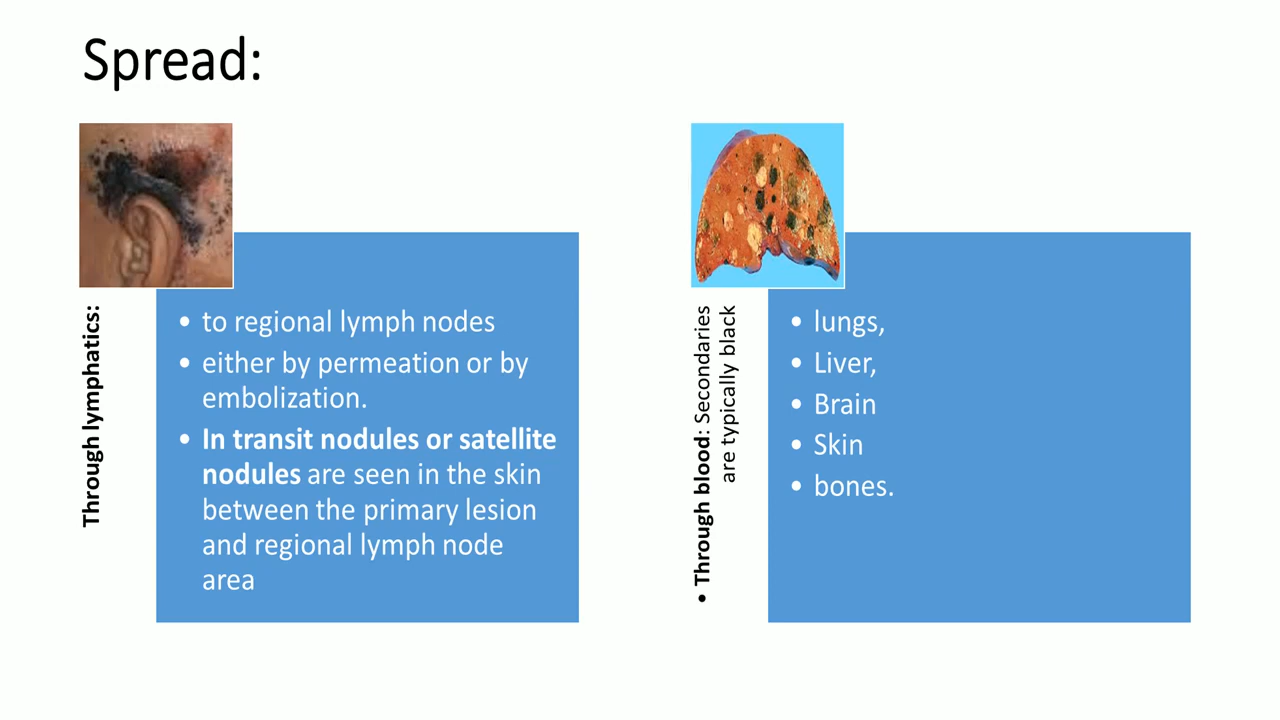 Spread:
Through lymphatics:
• to regional lymph nodes
• either by permeation or by
embolization.
• In transit nodules or satellite
nodules are seen in the skin
between the primary lesion
and regional lymph node
area
• Through blood: Secondaries
are typically black
• lungs,
• Liver,
• Brain
• Skin
• bones.